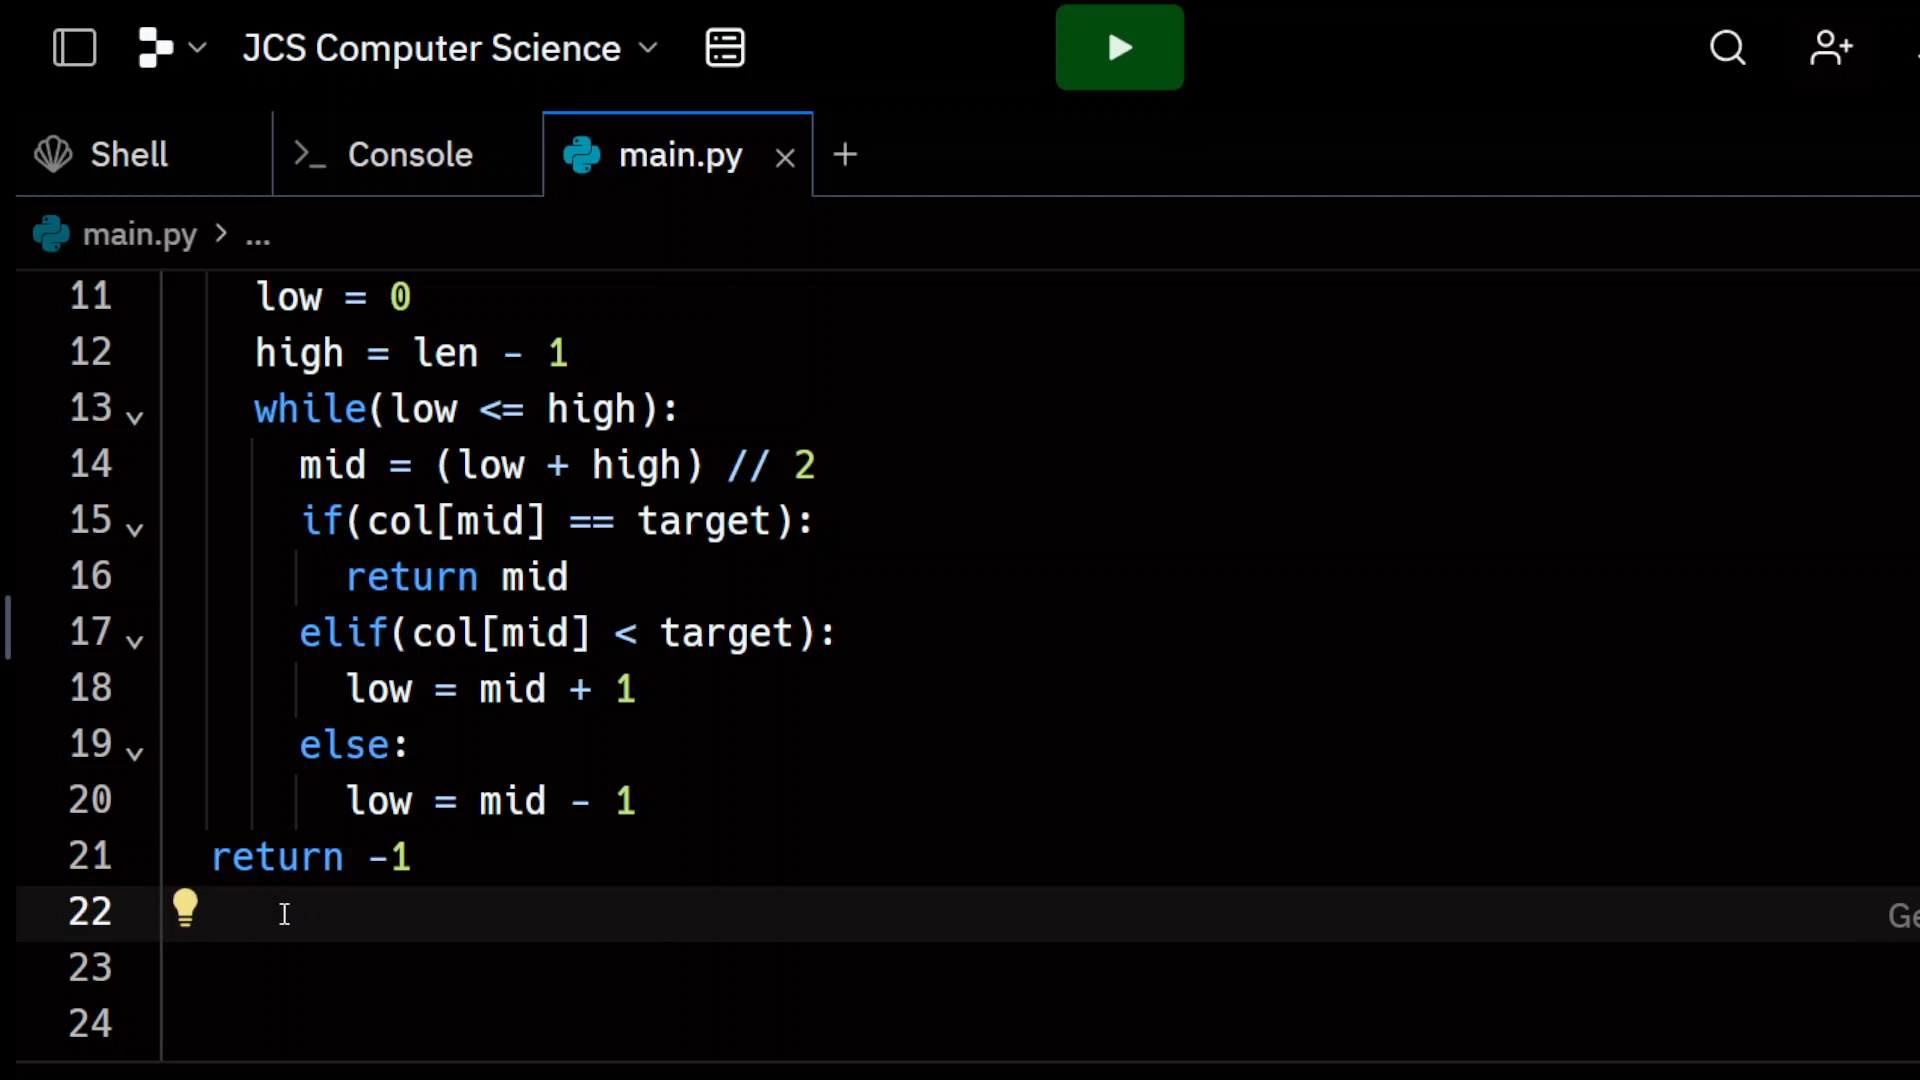 JCS Computer Science
Shell
>_ Console
main.py × +
main.py > ...
11 low = 0
12 high = len - 1
13 while(low <= high):
14 mid = (low + high) // 2
15 if(col[mid] == target):
16 return mid
17 elif(col[mid] < target):
18 low = mid + 1
19 else:
20 low = mid - 1
21 return -1
22
23
24